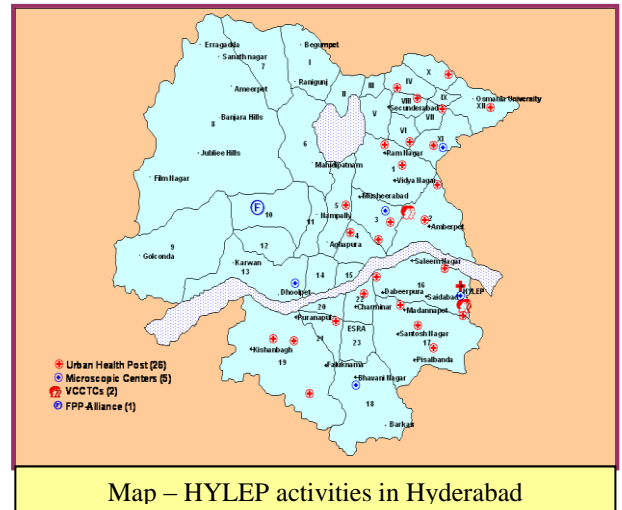 Erragadda
Begumpet
Sanathnagar
7
I
Ranigunj
X
II
III
IV
Ameerpet
VIII
IX
Osmania University
Secunderabad
XII
V
VII
Banjara Hills
8
VI
XI
6
Ram Nagar
Jubliee Hills
Mahidipatnam
1
Vidya Nagar
Film Nagar
Musheerabad
F
10
11
5
Nampally
3
2
Amberpet
4
Aghapura
9
Golconda
12
Karwan
13
Saleem Nagar
14
15
16
Dhoolpet
Dabeerpura
HYLEP
Saidabad
22
20
Charminar
Madannapet
Puranapul
ESRA
Santosh Nagar
21
23
17
Kishanbagh
Pisalbanda
19
Faluknama
Bhavani Nagar
18
Barkas
Urban Health Post (26)
Microscopic Centers (5)
VCCTCs (2)
F FPP-Alliance (1)
Map – HYLEP activities in Hyderabad